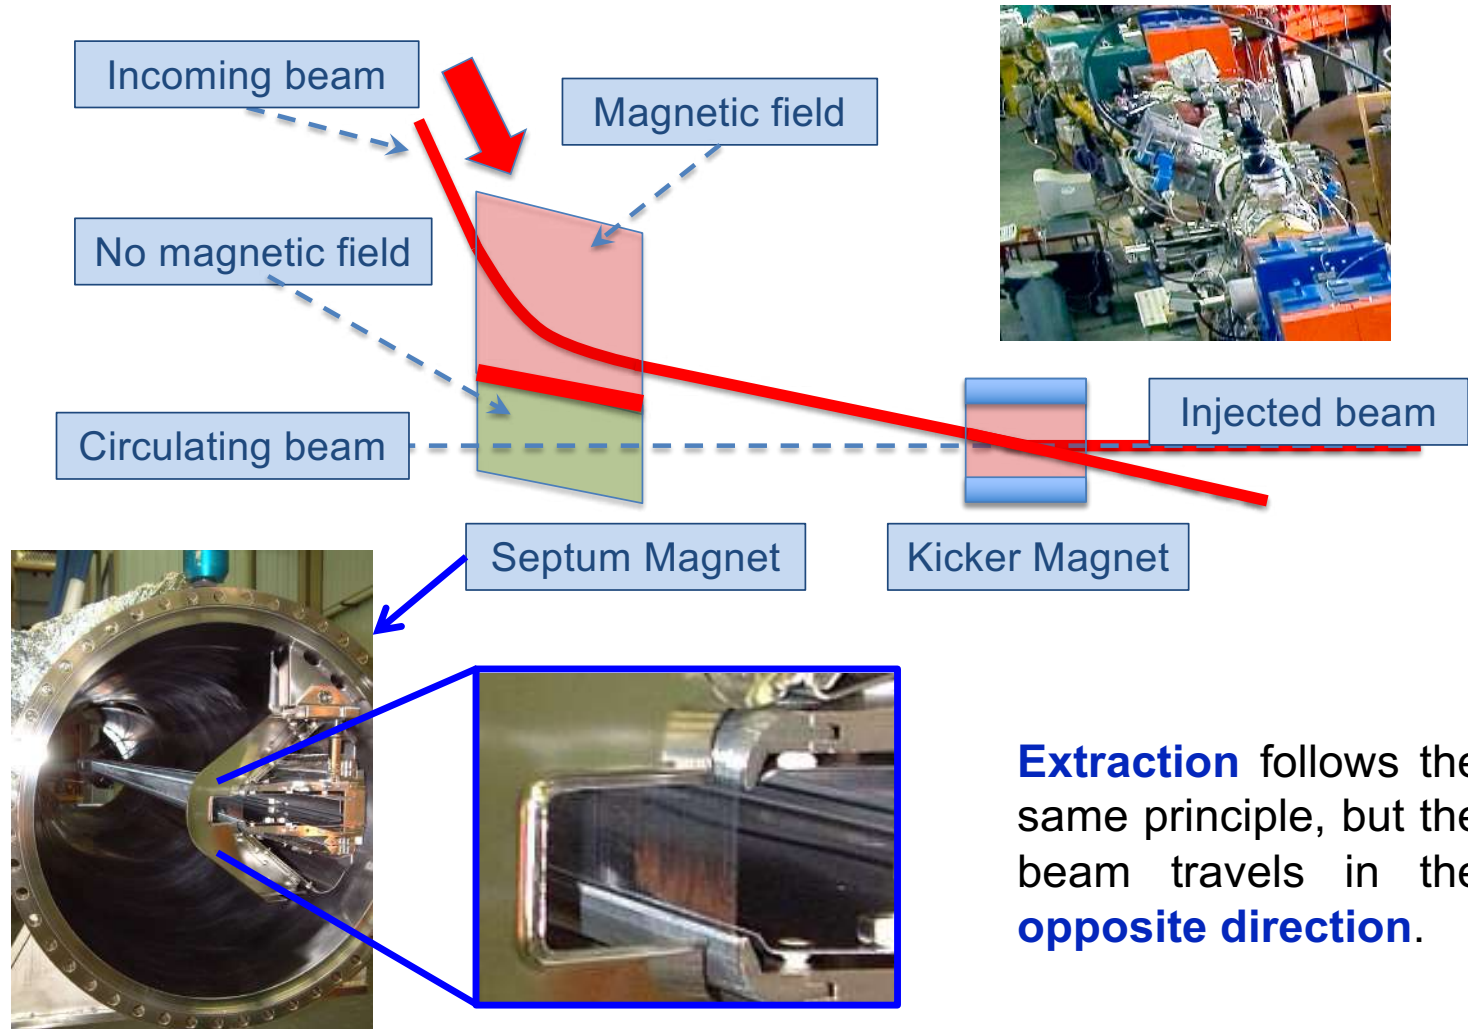 Incoming beam
Magnetic field
No magnetic field
Circulating beam
Injected beam
Septum Magnet
Kicker Magnet
Extraction follows the
same principle, but the
beam travels in the
opposite direction.